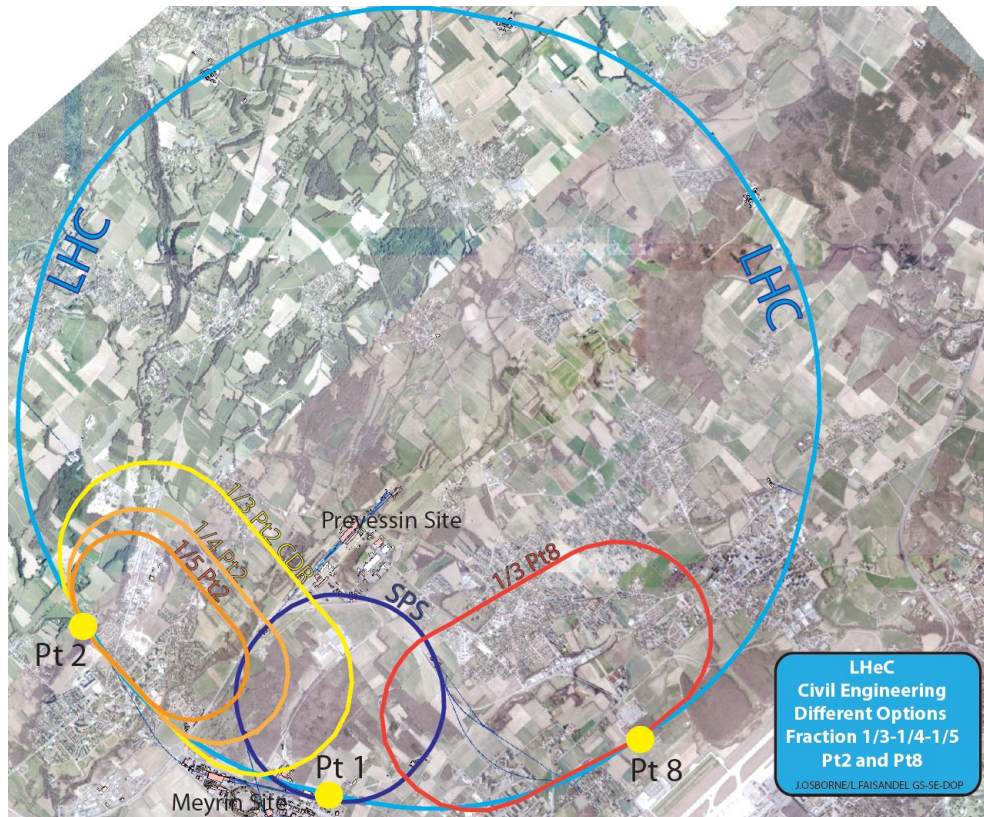 LHC
LHC
1/3 Pt2 CDR
Prevessin Site
1/4 Pt2
1/5 Pt2
1/3 Pt8
SPS
Pt 2
LHeC
Civil Engineering
Different Options
Fraction 1/3-1/4-1/5
Pt2 and Pt8
J.OSBORNE/L.FAISANDEL GS-SE-DOP
Pt 1
Pt 8
Meyrin Site